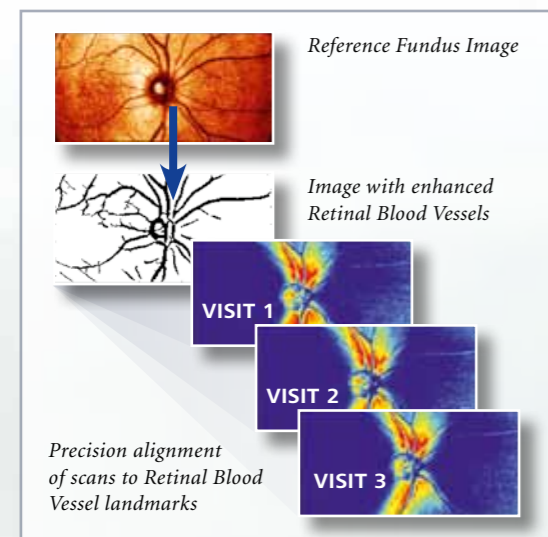 Reference Fundus Image
Image with enhanced
Retinal Blood Vessels
VISIT 1
VISIT 2
VISIT 3
Precision alignment
of scans to Retinal Blood
Vessel landmarks